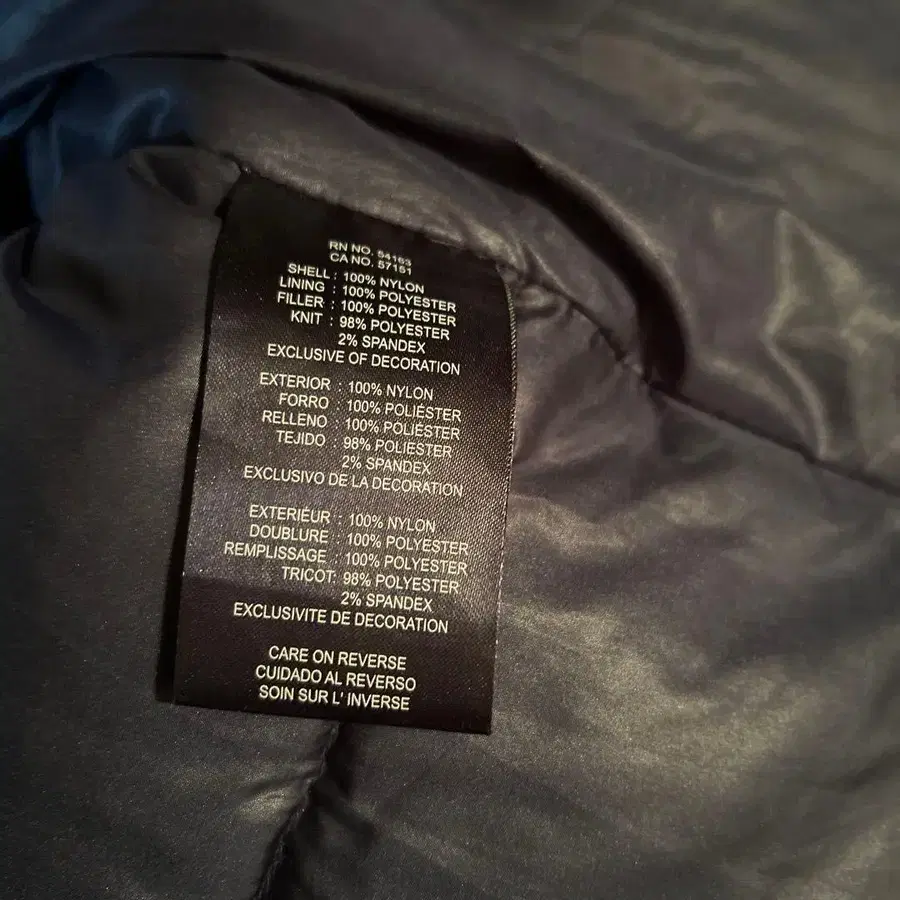 RN NO. 54163
CA NO. 57151
SHELL : 100% NYLON
LINING : 100% POLYESTER
FILLER : 100% POLYESTER
KNIT : 98% POLYESTER
2% SPANDEX
EXCLUSIVE OF DECORATION
EXTERIOR : 100% NYLON
FORRO : 100% POLIÉSTER
RELLENO : 100% POLIÉSTER
TEJIDO : 98% POLIÉSTER
2% SPANDEX
EXCLUSIVO DE LA DECORATION
EXTERIÉUR : 100% NYLON
DOUBLURE : 100% POLYESTER
REMPLISSAGE : 100% POLYESTER
TRICOT: 98% POLYESTER
2% SPANDEX
EXCLUSIVITE DE DECORATION
CARE ON REVERSE
CUIDADO AL REVERSO
SOIN SUR L' INVERSE